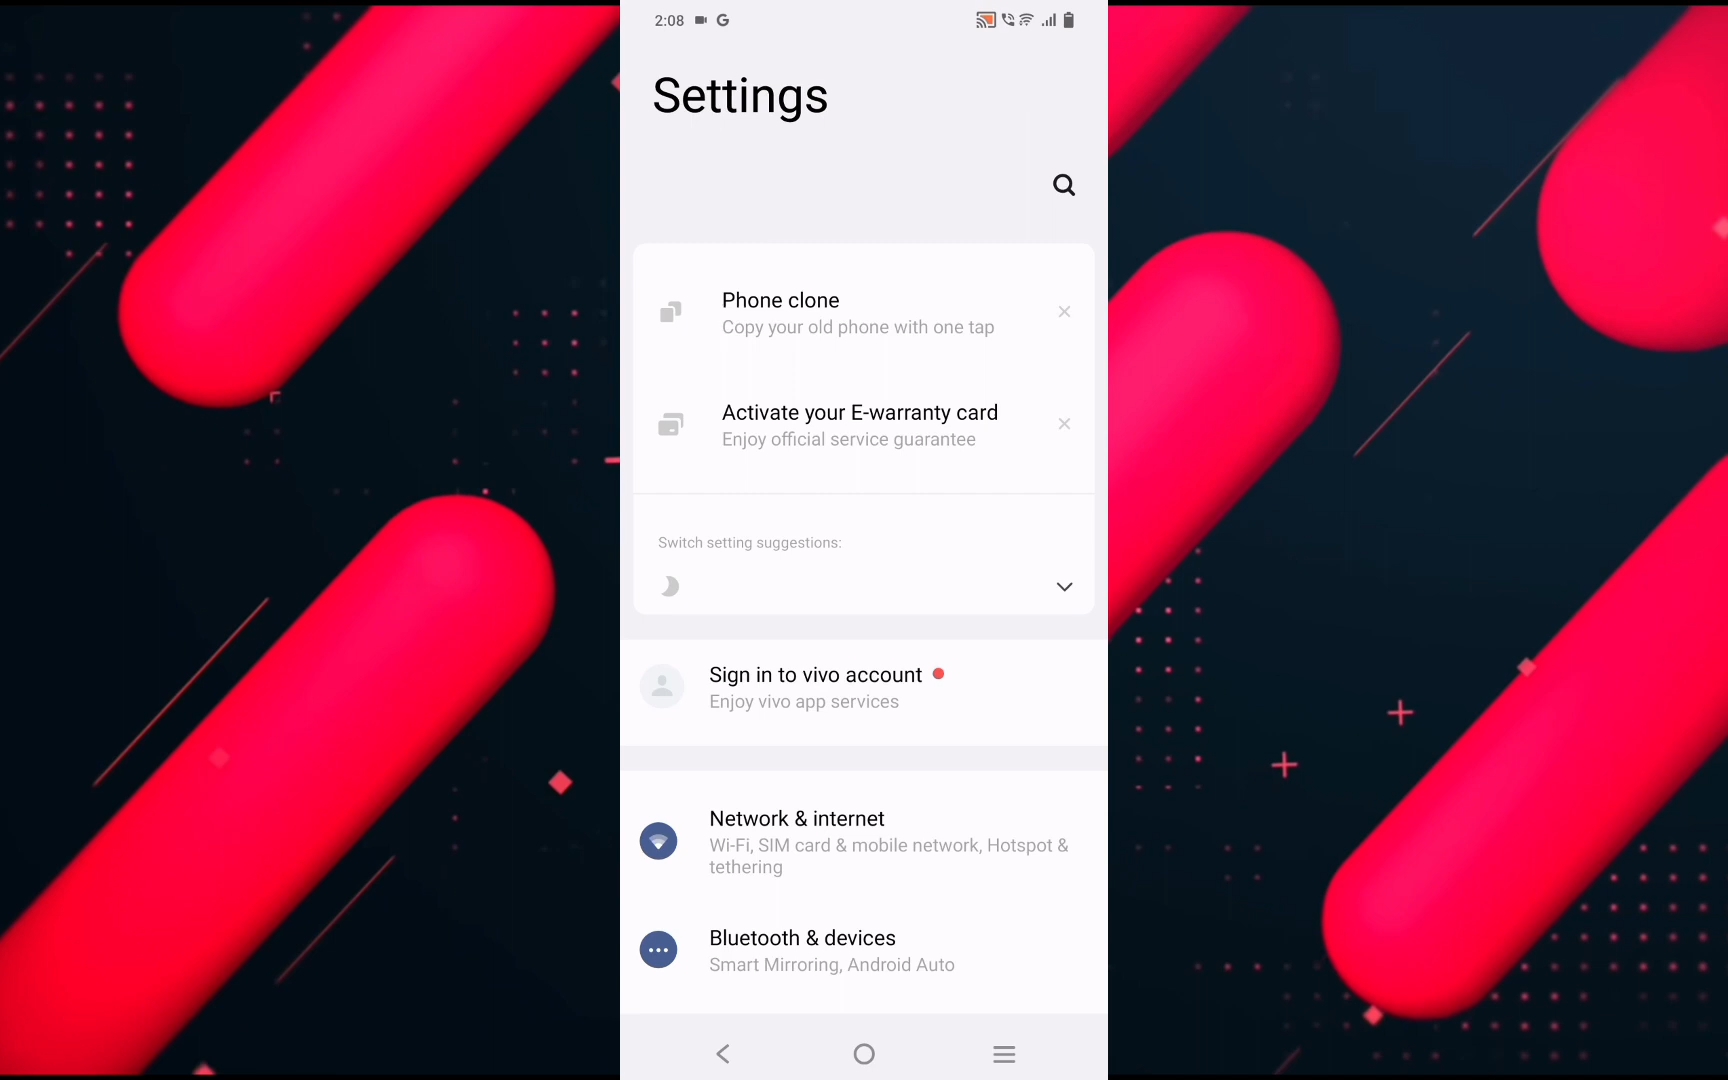 2:08
Settings
Phone clone
Copy your old phone with one tap
Activate your E-warranty card
Enjoy official service guarantee
Switch setting suggestions:
Sign in to vivo account
Enjoy vivo app services
Network & internet
Wi-Fi, SIM card & mobile network, Hotspot &
tethering
Bluetooth & devices
Smart Mirroring, Android Auto